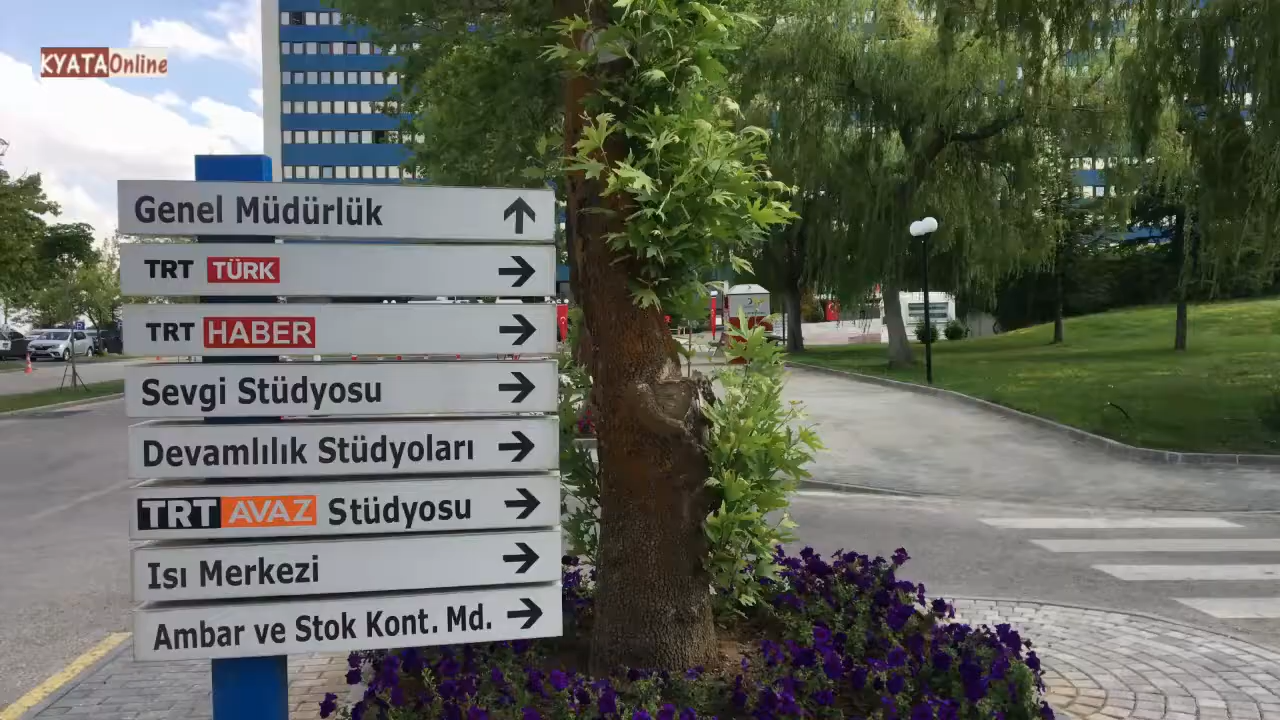 KYATAOnline
Genel Müdürlük
TRT TÜRK
TRT HABER
Sevgi Stüdyosu
Devamlılık Stüdyoları
TRT AVAZ Stüdyosu
Isı Merkezi
Ambar ve Stok Kont. Md.